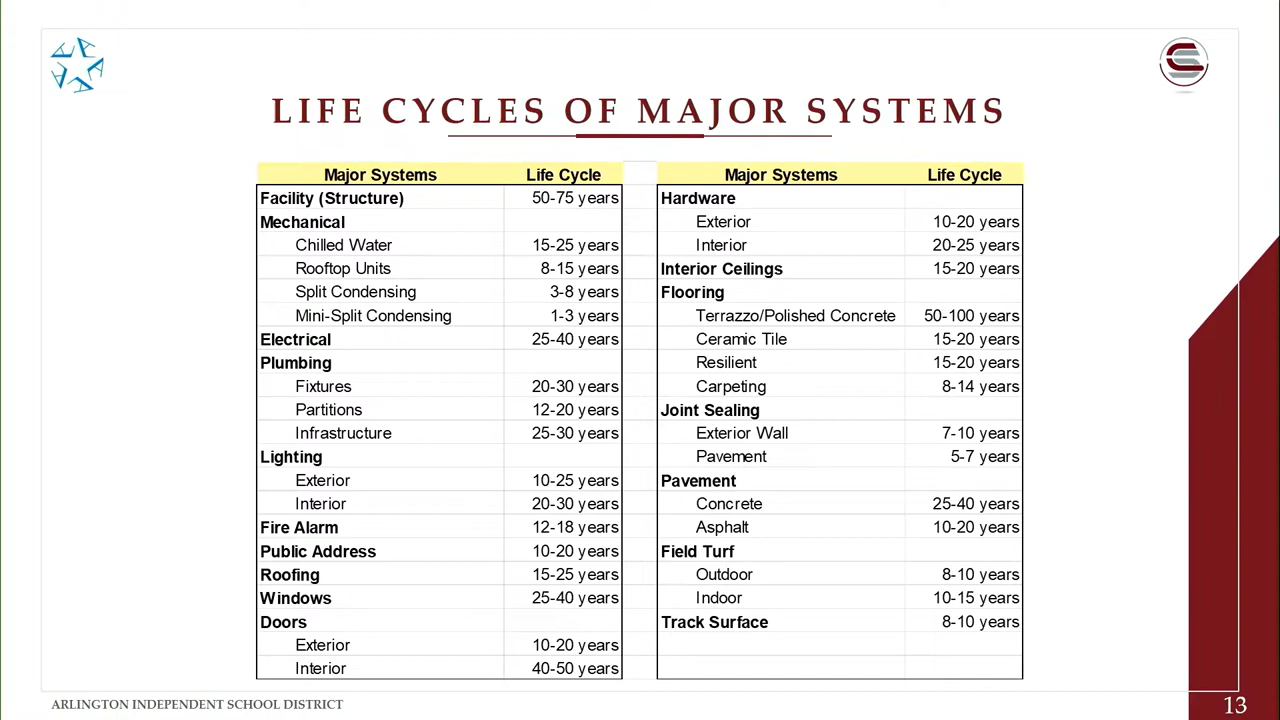 LIFE CYCLES OF MAJOR SYSTEMS
Major Systems Life Cycle
Facility (Structure) 50-75 years
Mechanical
Chilled Water 15-25 years
Rooftop Units 8-15 years
Split Condensing 3-8 years
Mini-Split Condensing 1-3 years
Electrical 25-40 years
Plumbing
Fixtures 20-30 years
Partitions 12-20 years
Infrastructure 25-30 years
Lighting
Exterior 10-25 years
Interior 20-30 years
Fire Alarm 12-18 years
Public Address 10-20 years
Roofing 15-25 years
Windows 25-40 years
Doors
Exterior 10-20 years
Interior 40-50 years
Major Systems Life Cycle
Hardware
Exterior 10-20 years
Interior 20-25 years
Interior Ceilings 15-20 years
Flooring
Terrazzo/Polished Concrete 50-100 years
Ceramic Tile 15-20 years
Resilient 15-20 years
Carpeting 8-14 years
Joint Sealing
Exterior Wall 7-10 years
Pavement 5-7 years
Pavement
Concrete 25-40 years
Asphalt 10-20 years
Field Turf
Outdoor 8-10 years
Indoor 10-15 years
Track Surface 8-10 years
ARLINGTON INDEPENDENT SCHOOL DISTRICT
13